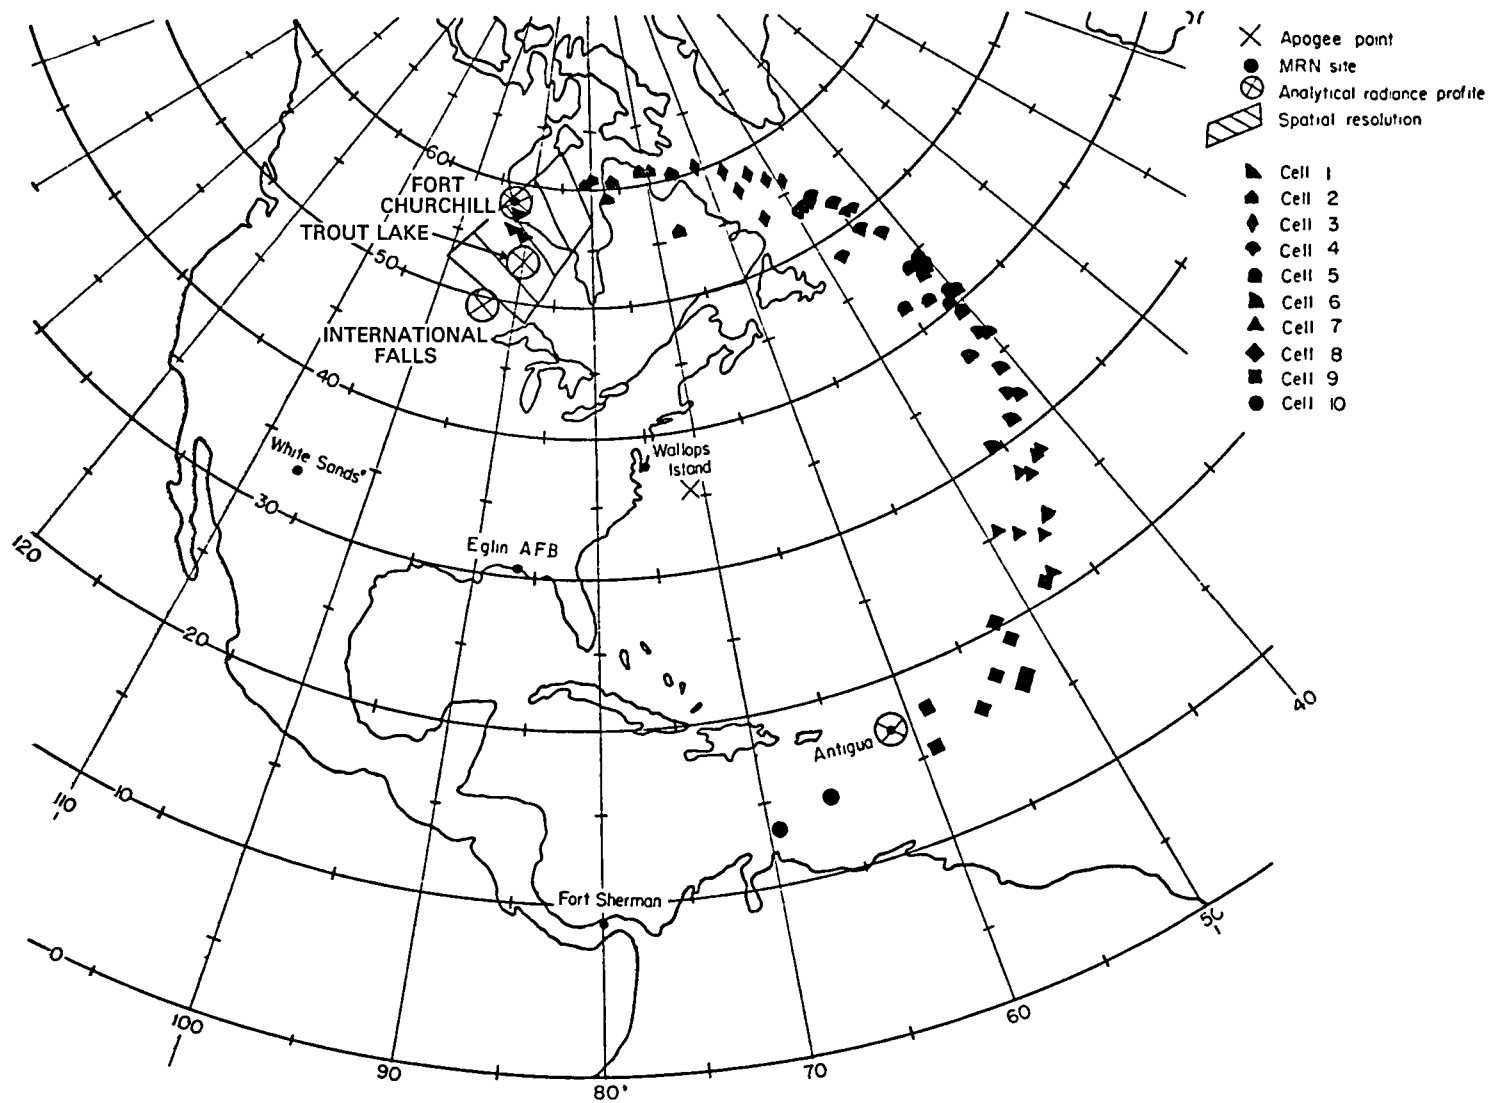 Apogee point
MRN site
Analytical radiance profile
Spatial resolution
Cell 1
Cell 2
Cell 3
Cell 4
Cell 5
Cell 6
Cell 7
Cell 8
Cell 9
Cell 10
60
FORT
CHURCHILL
TROUT LAKE
50
INTERNATIONAL
FALLS
40
White Sands
Wallops
Island
30
120
Eglin AFB
20
40
Antigua
110
10
Fort Sherman
50
0
60
100
90
70
80°